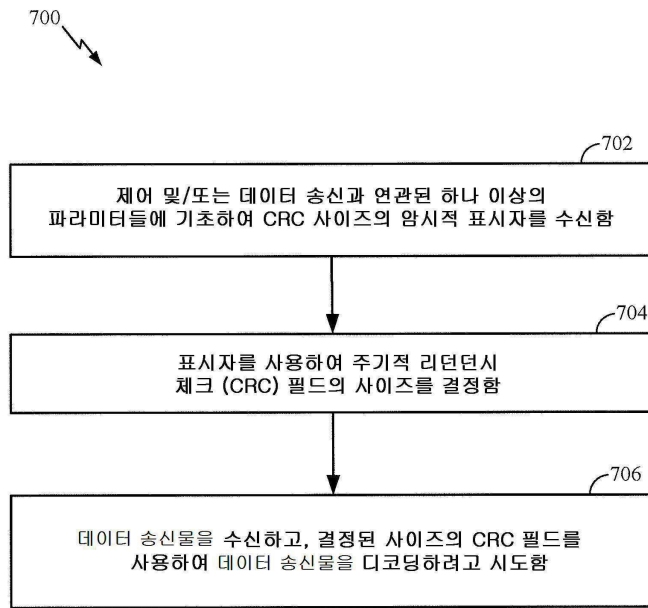 700
702
제어 및/또는 데이터 송신과 연관된 하나 이상의
파라미터들에 기초하여 CRC 사이즈의 암시적 표시자를 수신함
704
표시자를 사용하여 주기적 리던던시
체크 (CRC) 필드의 사이즈를 결정함
706
데이터 송신물을 수신하고, 결정된 사이즈의 CRC 필드를
사용하여 데이터 송신물을 디코딩하려고 시도함